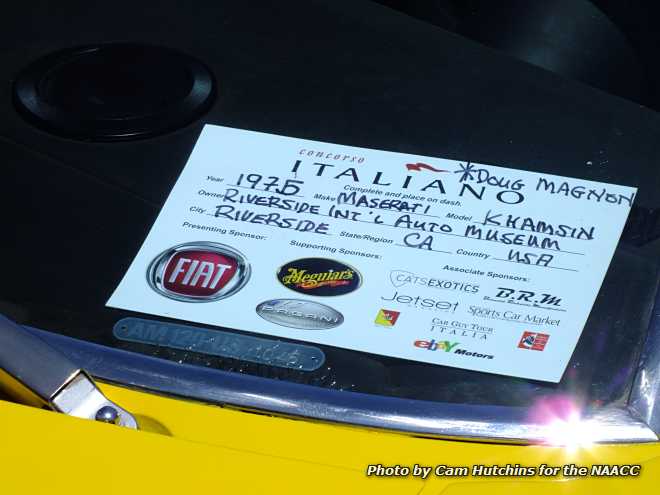 concorso
ITALIANO *DOUG MAGNON
Complete and place on dash.
Year 1975 Make MASERATI Model KHAMSIN
Owner RIVERSIDE INT'L AUTO MUSEUM
City RIVERSIDE State/Region CA Country USA
Presenting Sponsor: Supporting Sponsors: Associate Sponsors:
FIAT
Meguiar's
PAGANI
CATSEXOTICS
B.R.M
Jetset
Sports Car Market
CAR GUY TOUR
ITALIA
ebay Motors
Photo by Cam Hutchins for the NAACC